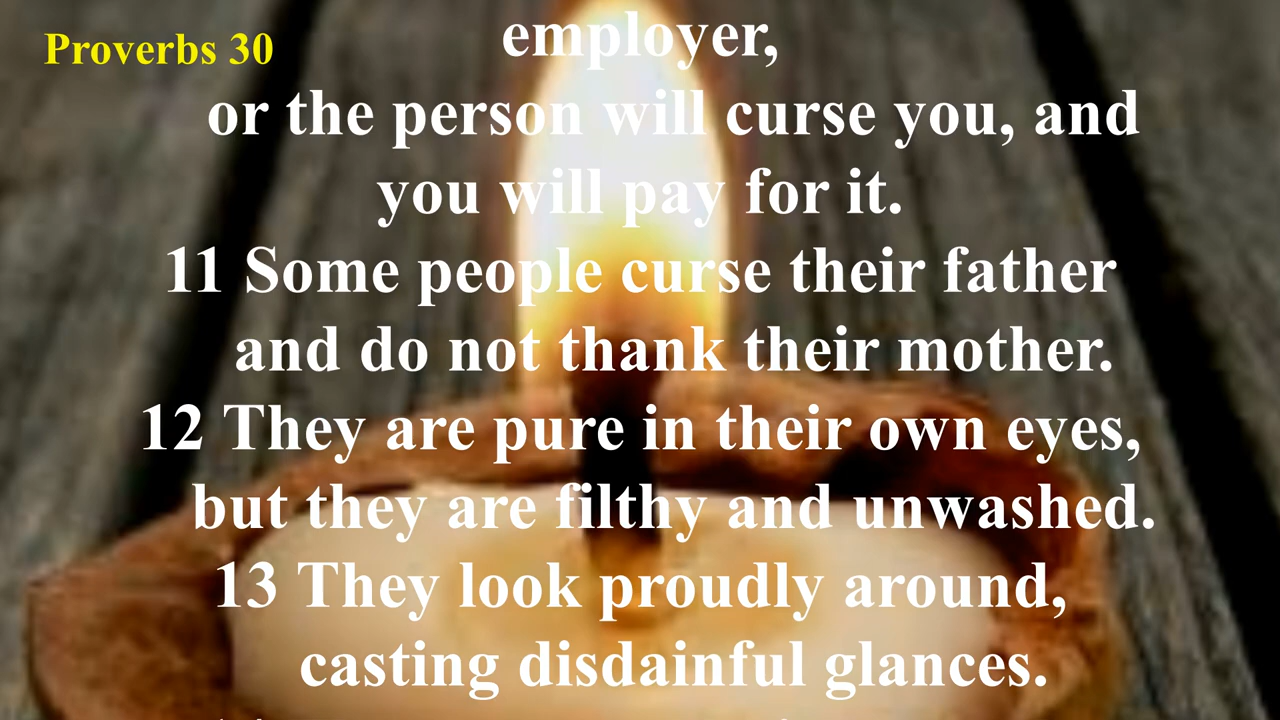 Proverbs 30
employer,
or the person will curse you, and
you will pay for it.
11 Some people curse their father
and do not thank their mother.
12 They are pure in their own eyes,
but they are filthy and unwashed.
13 They look proudly around,
casting disdainful glances.